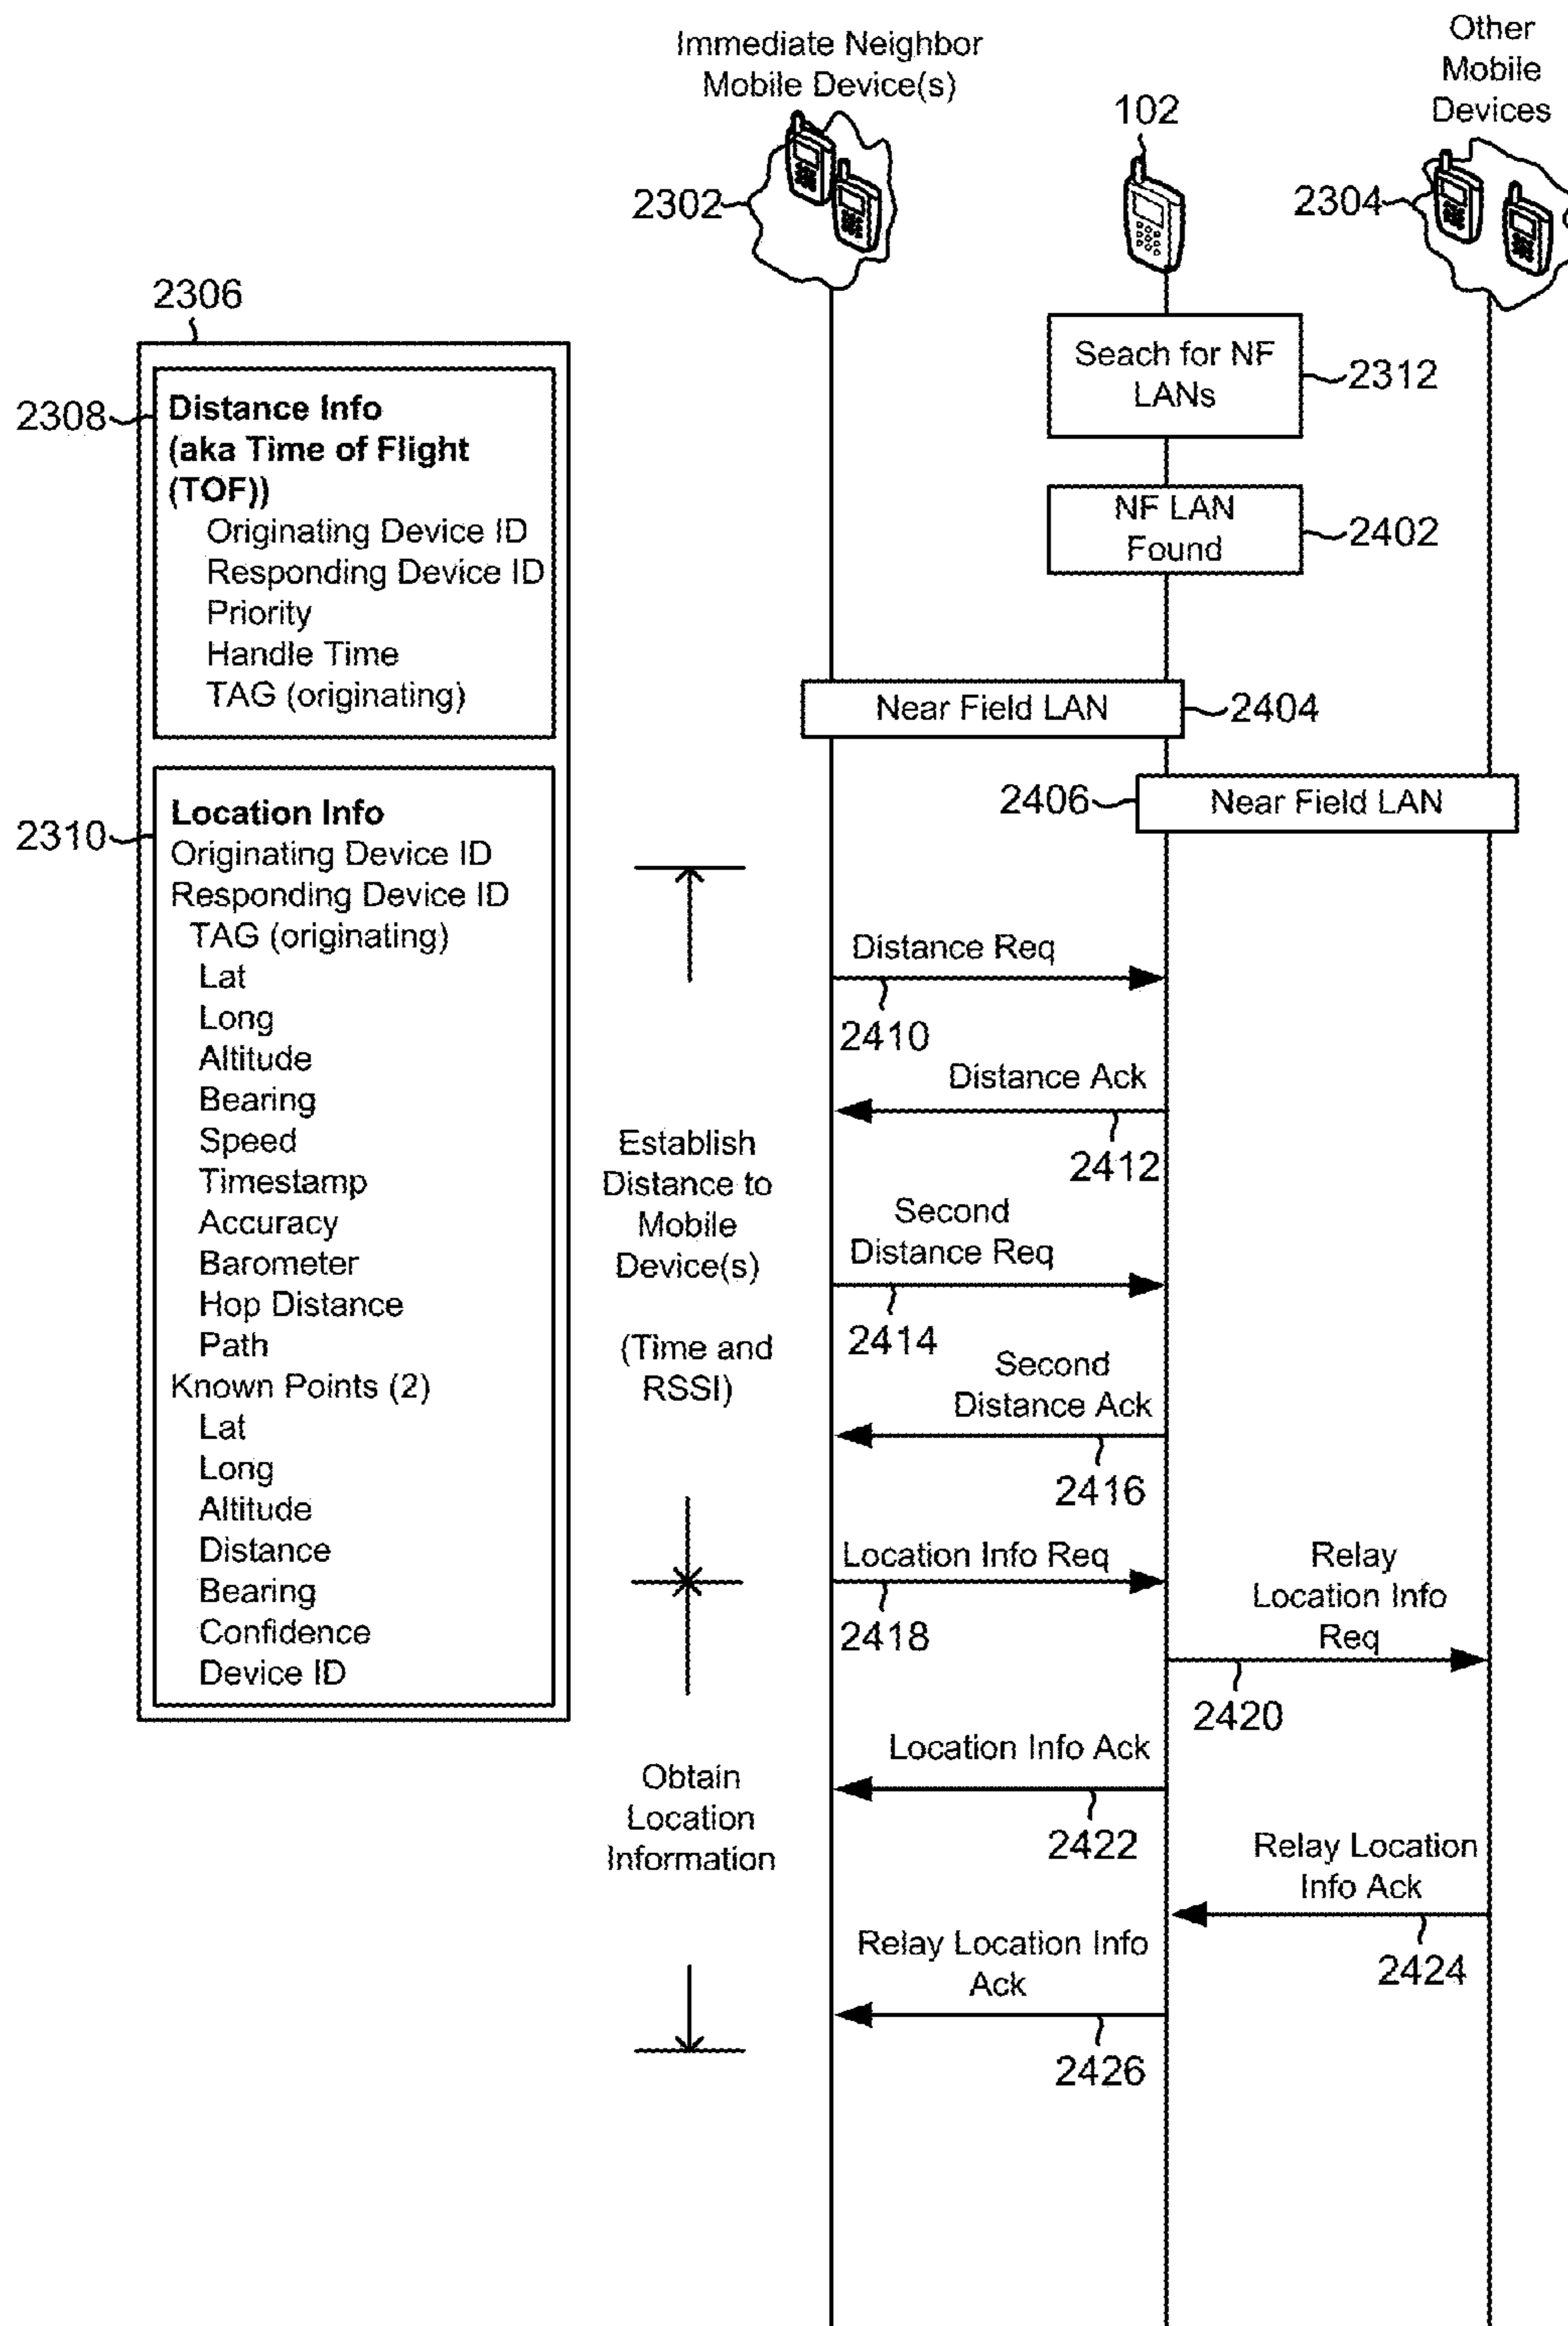 Immediate Neighbor
Mobile Device(s)
2302
102
Other
Mobile
Devices
2304
2306
2308
Distance Info
(aka Time of Flight
(TOF))
Originating Device ID
Responding Device ID
Priority
Handle Time
TAG (originating)
2310
Location Info
Originating Device ID
Responding Device ID
TAG (originating)
Lat
Long
Altitude
Bearing
Speed
Timestamp
Accuracy
Barometer
Hop Distance
Path
Known Points (2)
Lat
Long
Altitude
Distance
Bearing
Confidence
Device ID
Seach for NF
LANs
2312
NF LAN
Found
2402
Near Field LAN
2404
2406
Near Field LAN
Establish
Distance to
Mobile
Device(s)
(Time and
RSSI)
Distance Req
2410
Distance Ack
2412
Second
Distance Req
2414
Second
Distance Ack
2416
Location Info Req
2418
Relay
Location Info
Req
2420
Obtain
Location
Information
Location Info Ack
2422
Relay Location
Info Ack
2424
Relay Location Info
Ack
2426